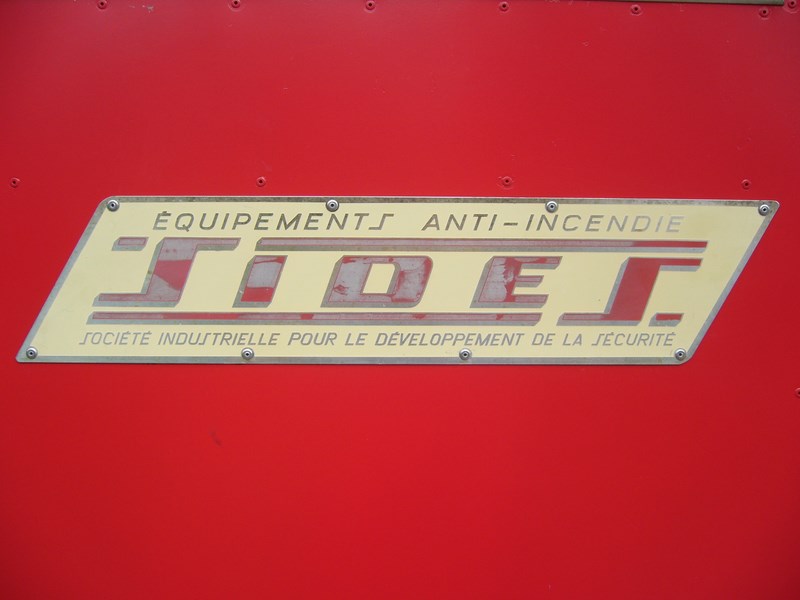 ÉQUIPEMENTS ANTI-INCENDIE
SIDES.
SOCIÉTÉ INDUSTRIELLE POUR LE DÉVELOPPEMENT DE LA SÉCURITÉ